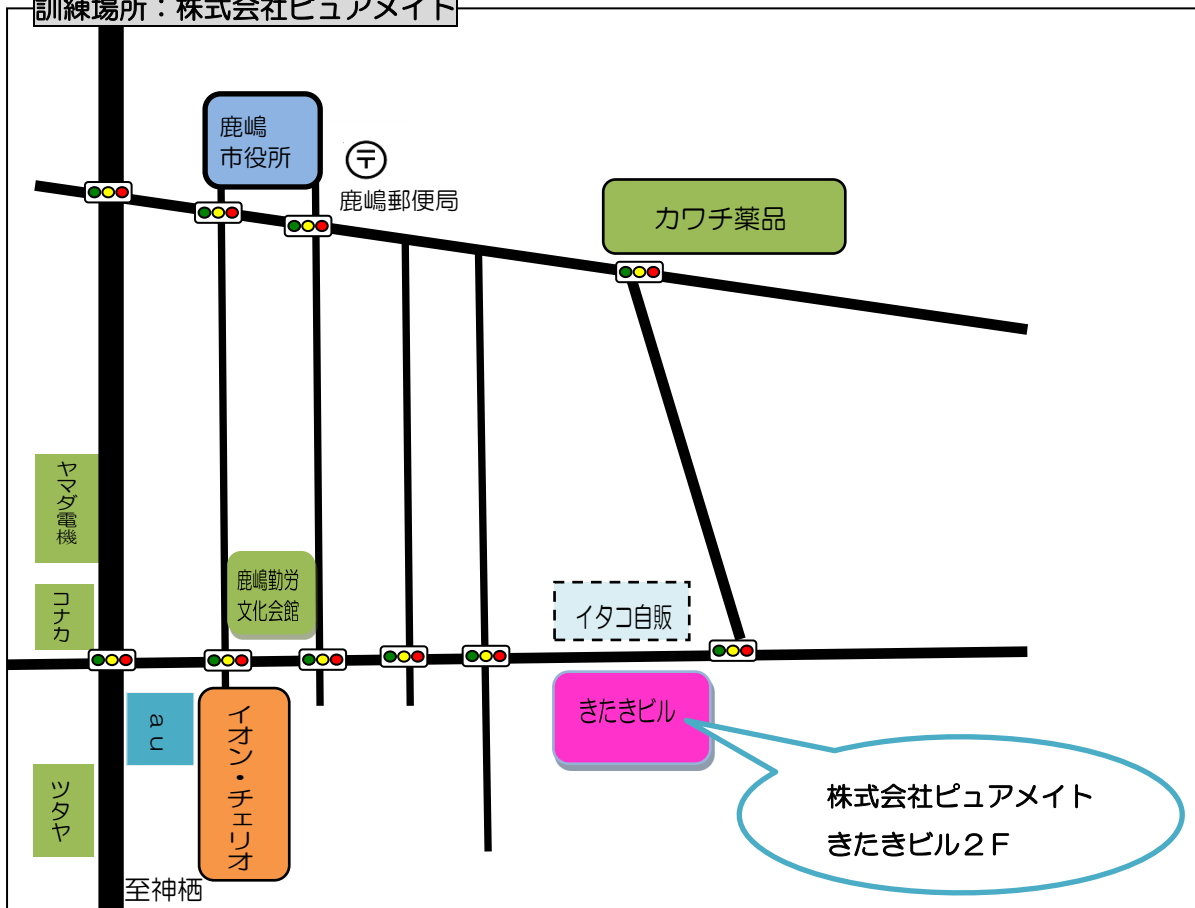 訓練場所：株式会社ピュアメイト
鹿嶋
市役所
〒
鹿嶋郵便局
カワチ薬品
ヤマダ電機
コナカ
鹿嶋勤労
文化会館
イタコ自販
きたきビル
au
イオン・チェリオ
ツタヤ
株式会社ピュアメイト
きたきビル２Ｆ
至神栖